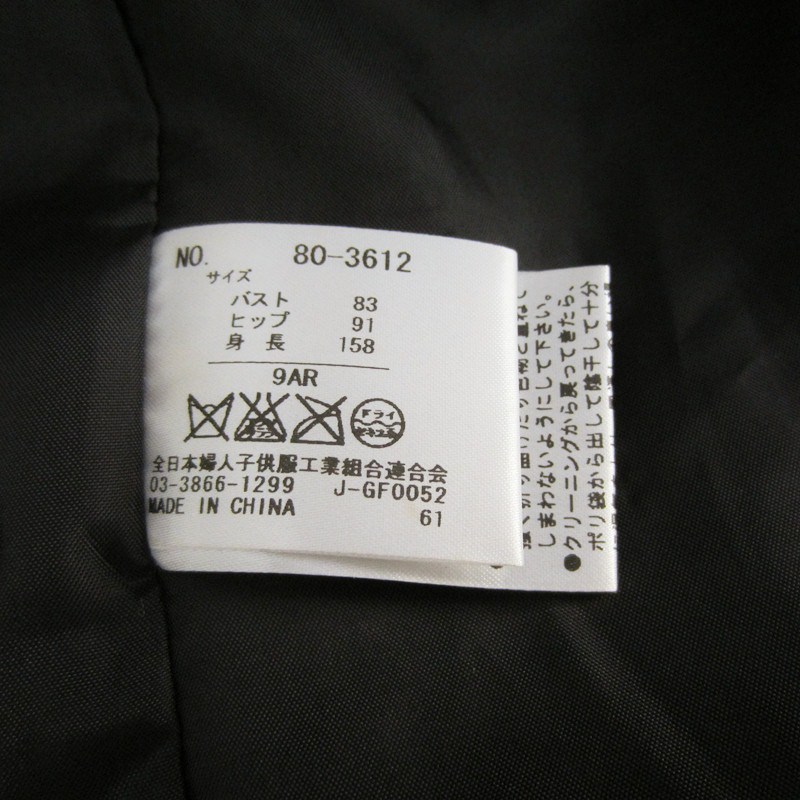 NO. 80-3612
サイズ
バスト 83
ヒップ 91
身長 158
9AR
ドライ
全日本婦人子供服工業組合連合会
03-3866-1299 J-GF0052
MADE IN CHINA 61
しまわないようにして下さい。
●クリーニングから戻ってきたら、
ポリ袋から出して陰干しで十分